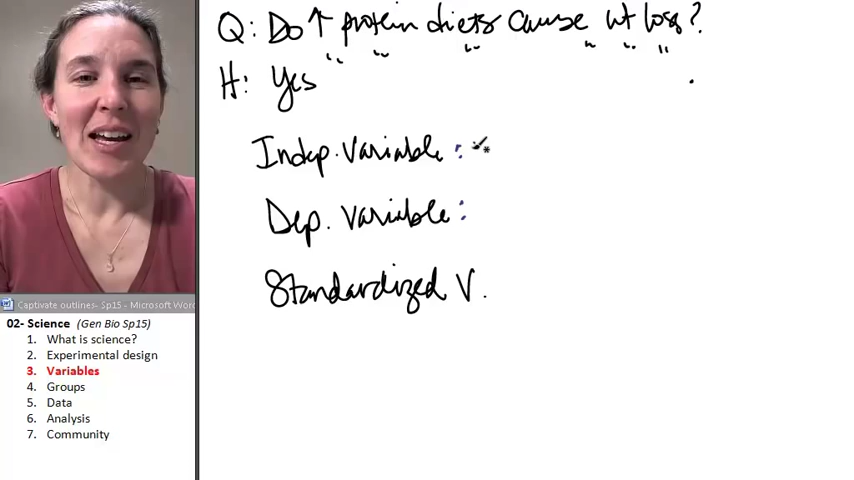 Q: Do ↑ protein diets cause wt loss?
H: Yes " " " " " "
Indep. Variable:
Dep. Variable:
Standardized V.
Captivate outlines- Sp15 - Microsoft Word
02- Science (Gen Bio Sp15)
1. What is science?
2. Experimental design
3. Variables
4. Groups
5. Data
6. Analysis
7. Community